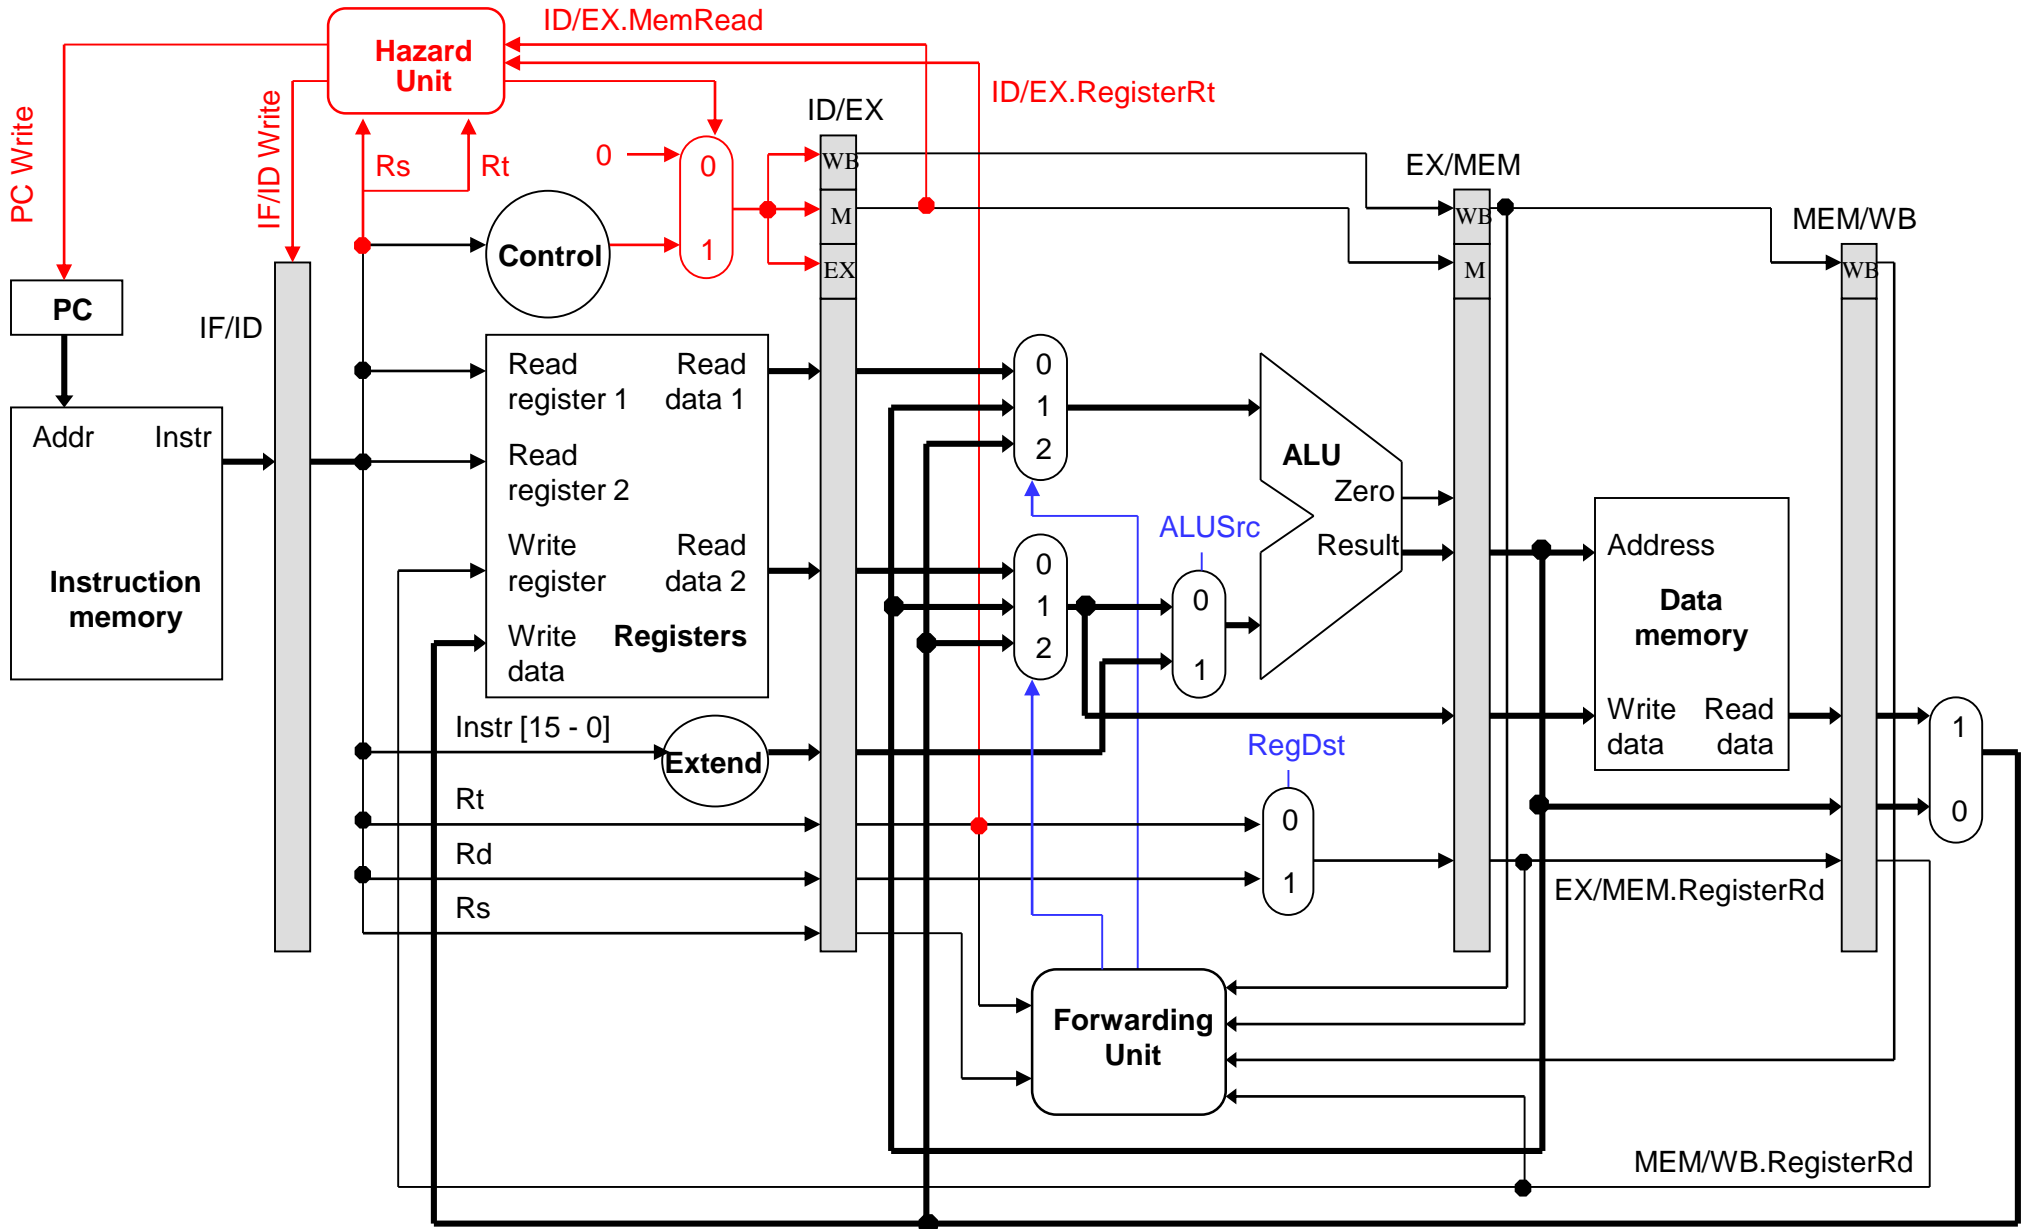 ID/EX.MemRead
Hazard
Unit
ID/EX.RegisterRt
PC Write
IF/ID Write
ID/EX
Rs
Rt
0
0
1
WB
M
EX
EX/MEM
WB
M
MEM/WB
WB
Control
PC
IF/ID
Addr
Instr
Instruction
memory
Read
register 1
Read
data 1
Read
register 2
Write
register
Read
data 2
Write
data
Registers
0
1
2
0
1
2
ALUSrc
0
1
ALU
Zero
Result
Address
Data
memory
Write
data
Read
data
1
0
Instr [15 - 0]
Extend
RegDst
0
1
Rt
Rd
Rs
EX/MEM.RegisterRd
Forwarding
Unit
MEM/WB.RegisterRd